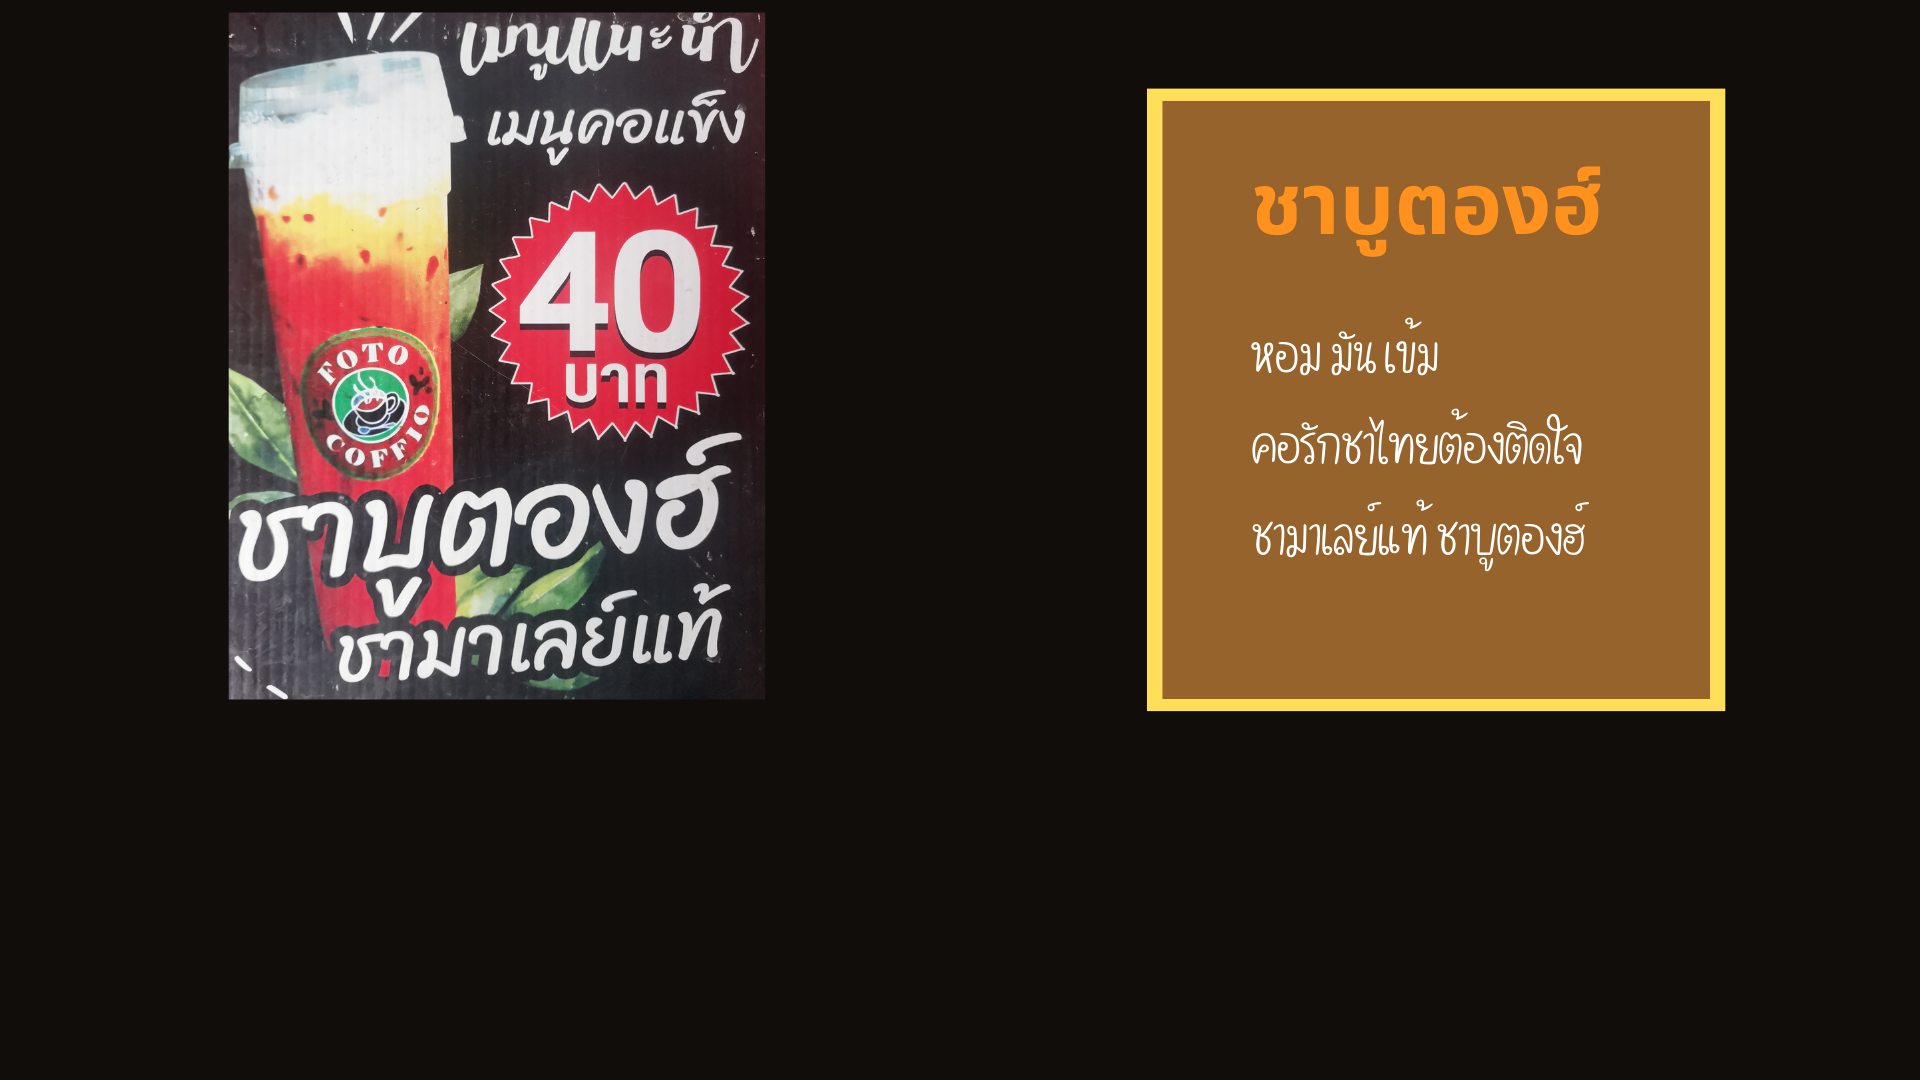 เมนูแนะนำ
เมนูคอแข็ง
40
บาท
FOTO
COFFIO
ชาบูตองฮ์
ชามาเลย์แท้
ชาบูตองฮ์
หอม มัน เข้ม
คอรักชาไทยต้องติดใจ
ชามาเลย์แท้ ชาบูตองฮ์